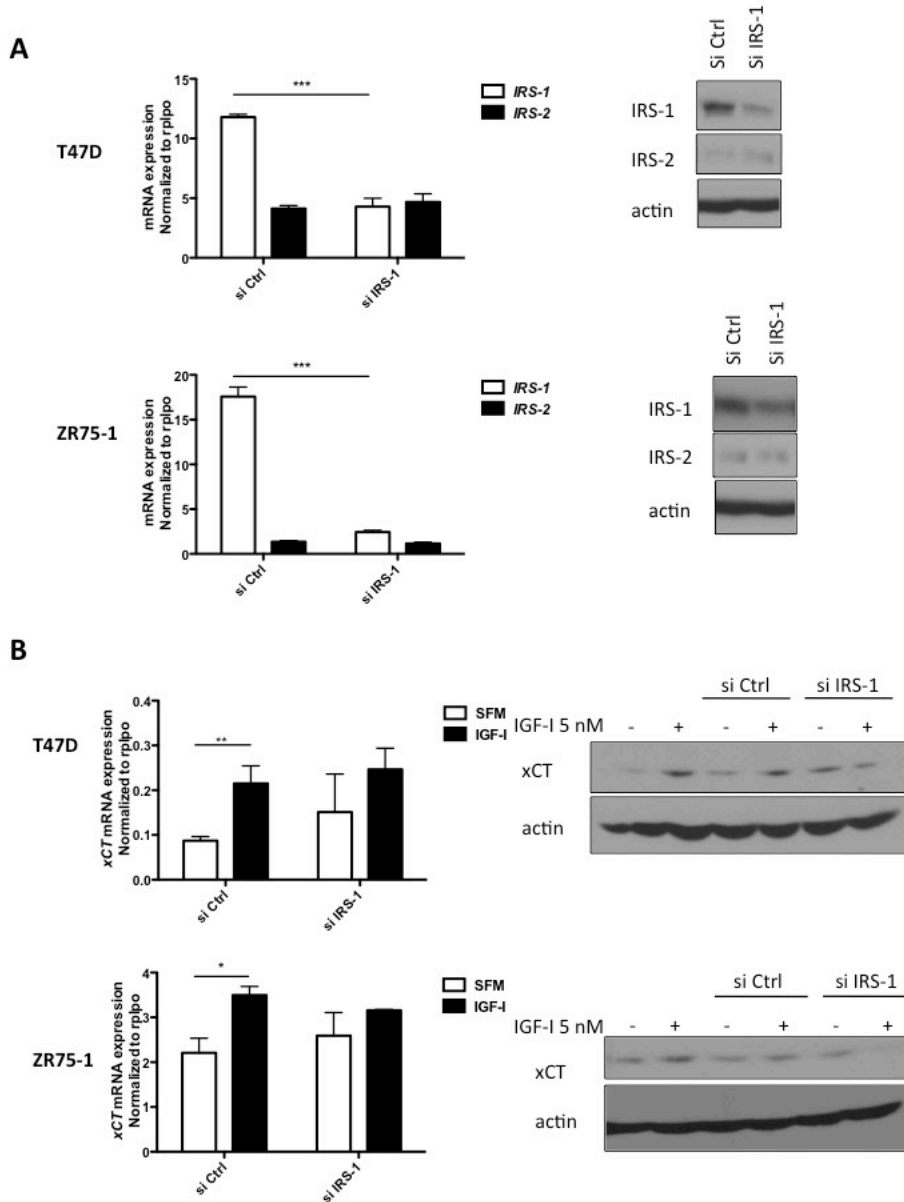 A
T47D
mRNA expression
Normalized to rplpo
15
10
5
0
***
si Ctrl
si IRS-1
IRS-1
IRS-2
Si Ctrl
Si IRS-1
IRS-1
IRS-2
actin
ZR75-1
mRNA expression
Normalized to rplpo
20
15
10
5
0
***
si Ctrl
si IRS-1
IRS-1
IRS-2
Si Ctrl
Si IRS-1
IRS-1
IRS-2
actin
B
T47D
xCT mRNA expression
Normalized to rplpo
0.4
0.3
0.2
0.1
0.0
**
si Ctrl
si IRS-1
SFM
IGF-I
si Ctrl si IRS-1
IGF-I 5 nM - + - + - +
xCT
actin
ZR75-1
xCT mRNA expression
Normalized to rplpo
4
3
2
1
0
*
si Ctrl
si IRS-1
SFM
IGF-I
si Ctrl si IRS-1
IGF-I 5 nM - + - + - +
xCT
actin